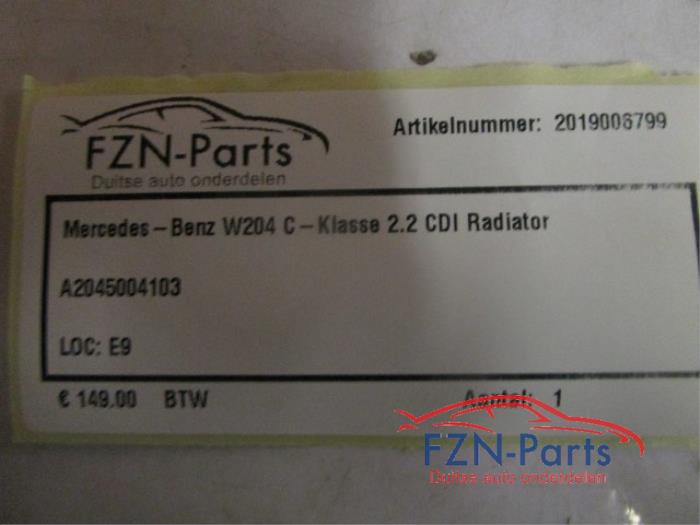 FZN-Parts
Duitse auto onderdelen
Artikelnummer: 2019006799
Mercedes-Benz W204 C-Klasse 2.2 CDI Radiator
A2045004103
LOC: E9
€ 149.00 BTW
Aantal: 1
FZN-Parts
Duitse auto onderdelen